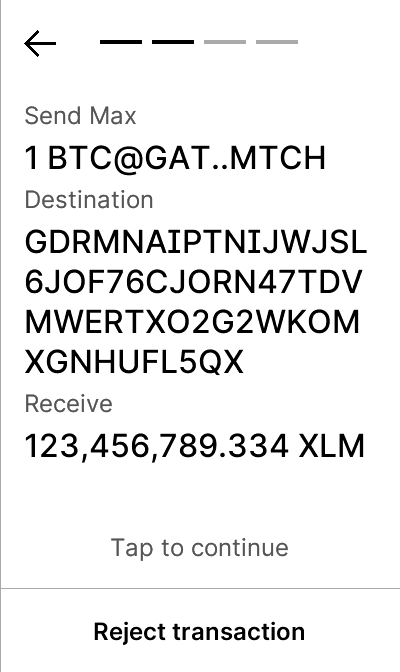 Send Max
1 BTC@GAT..MTCH
Destination
GDRMNAIPTNIJWJSL
6JOF76CJORN47TDV
MWERTXO2G2WKOM
XGNHUFL5QX
Receive
123,456,789.334 XLM
Tap to continue
Reject transaction